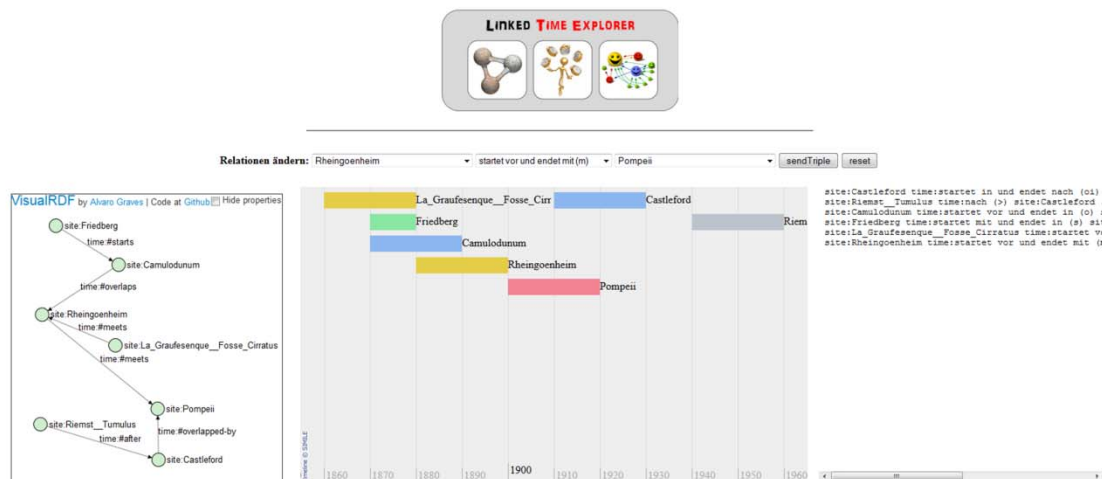 LINKED TIME EXPLORER
Relationen ändern: Rheingoenheim startet vor und endet mit (m) Pompeii sendTriple reset
VisualRDF by Alvaro Graves | Code at Github Hide properties
site:Friedberg
time:#starts
site:Camulodunum
time:#overlaps
site:Rheingoenheim
time:#meets
site:La_Graufesenque__Fosse_Cirratus
time:#meets
site:Pompeii
site:Riemst__Tumulus
time:#overlapped-by
time:#after
site:Castleford
La_Graufesenque__Fosse_Cirr
Castleford
Friedberg
Riem
Camulodunum
Rheingoenheim
Pompeii
Timeline © SIMILE
1860 1870 1880 1890 1900 1910 1920 1930 1940 1950 1960
site:Castleford time:startet in und endet nach (oi)
site:Riemst__Tumulus time:nach (>) site:Castleford
site:Camulodunum time:startet vor und endet in (o) s
site:Friedberg time:startet mit und endet in (s) sit
site:La_Graufesenque__Fosse_Cirratus time:startet vo
site:Rheingoenheim time:startet vor und endet mit (m